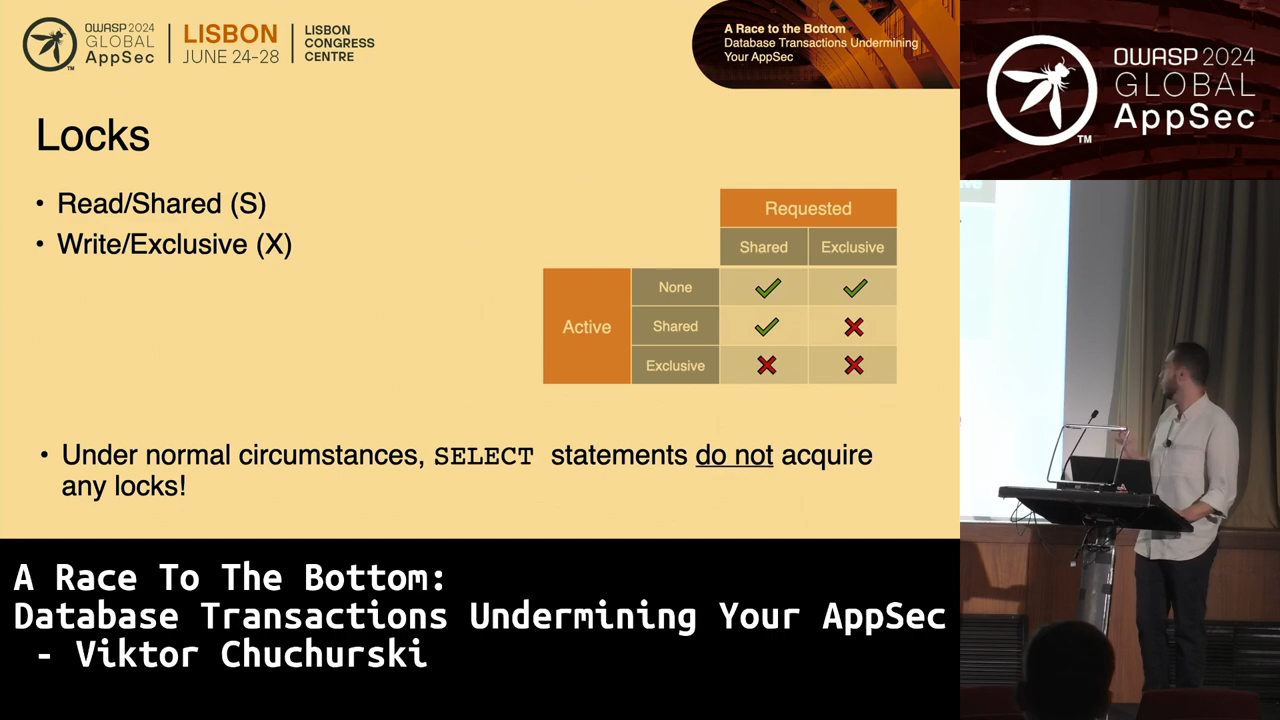 OWASP 2024
GLOBAL
AppSec
TM
LISBON
JUNE 24-28
LISBON
CONGRESS
CENTRE
A Race to the Bottom
Database Transactions Undermining
Your AppSec
OWASP 2024
GLOBAL
AppSec
TM
Locks
• Read/Shared (S)
• Write/Exclusive (X)
Requested
Shared Exclusive
Active
None
Shared
Exclusive
• Under normal circumstances, SELECT statements do not acquire
any locks!
A Race To The Bottom:
Database Transactions Undermining Your AppSec
- Viktor Chuchurski